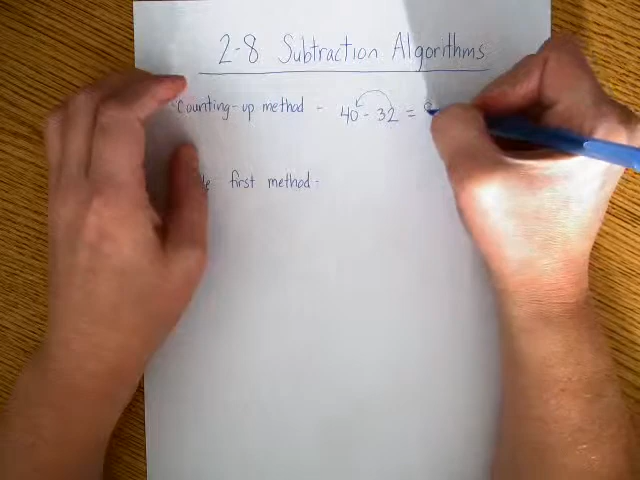 2-8 Subtraction Algorithms
Counting-up method - 40 - 32 =
first method -